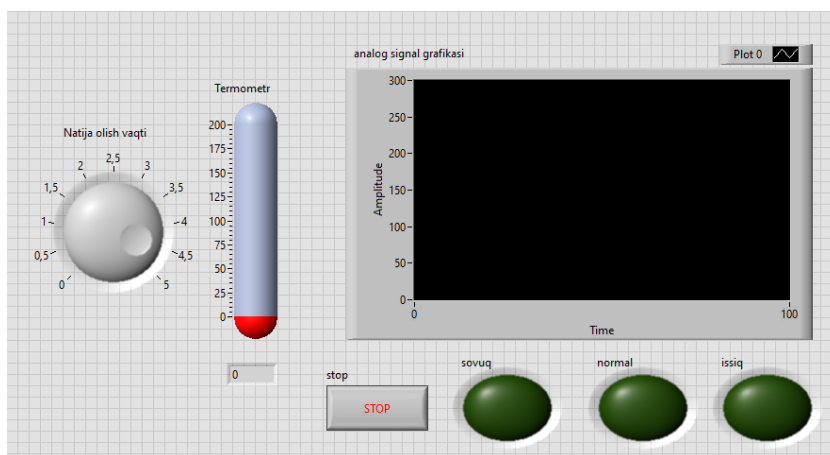 analog signal grafikasi
Plot 0
Termometr
Natija olish vaqti
0
0,5
1
1,5
2
2,5
3
3,5
4
4,5
5
200
175
150
125
100
75
50
25
0
0
300
250
200
150
100
50
0
Amplitude
0
100
Time
stop
STOP
sovuq
normal
issiq